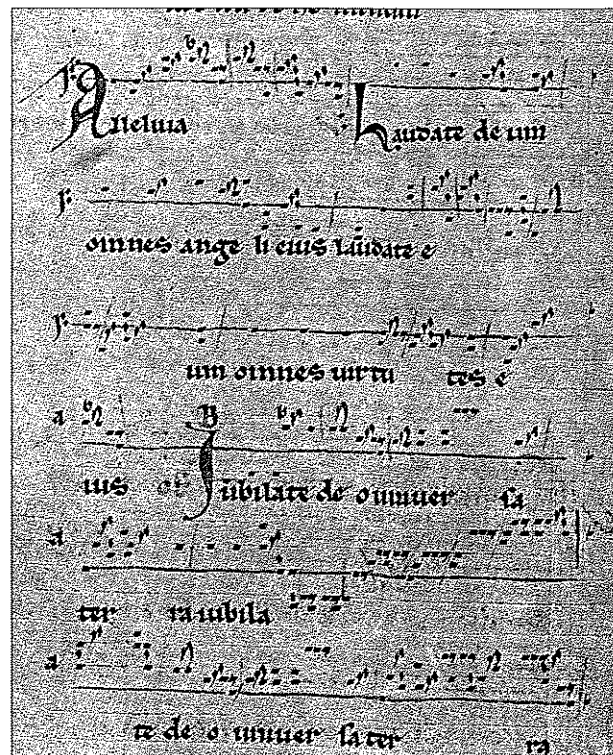 Alleluia Laudate deum
omnes ange li eius laudate e
um omnes uirtu tes e
ius Iubilate deo uniuer sa
ter ra iubila
te de o uniuer sa ter ra